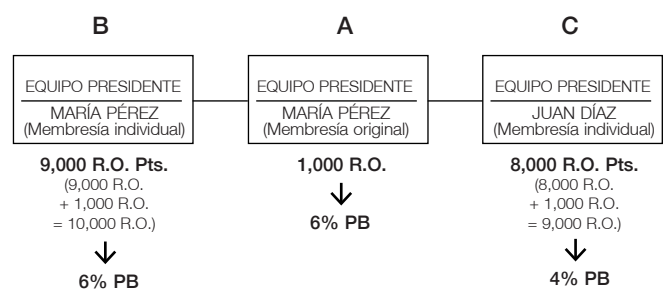 B
EQUIPO PRESIDENTE
MARÍA PÉREZ
(Membresía individual)
9,000 R.O. Pts.
(9,000 R.O.
+ 1,000 R.O.
= 10,000 R.O.)
6% PB
A
EQUIPO PRESIDENTE
MARÍA PÉREZ
(Membresía original)
1,000 R.O.
6% PB
C
EQUIPO PRESIDENTE
JUAN DÍAZ
(Membresía individual)
8,000 R.O. Pts.
(8,000 R.O.
+ 1,000 R.O.
= 9,000 R.O.)
4% PB